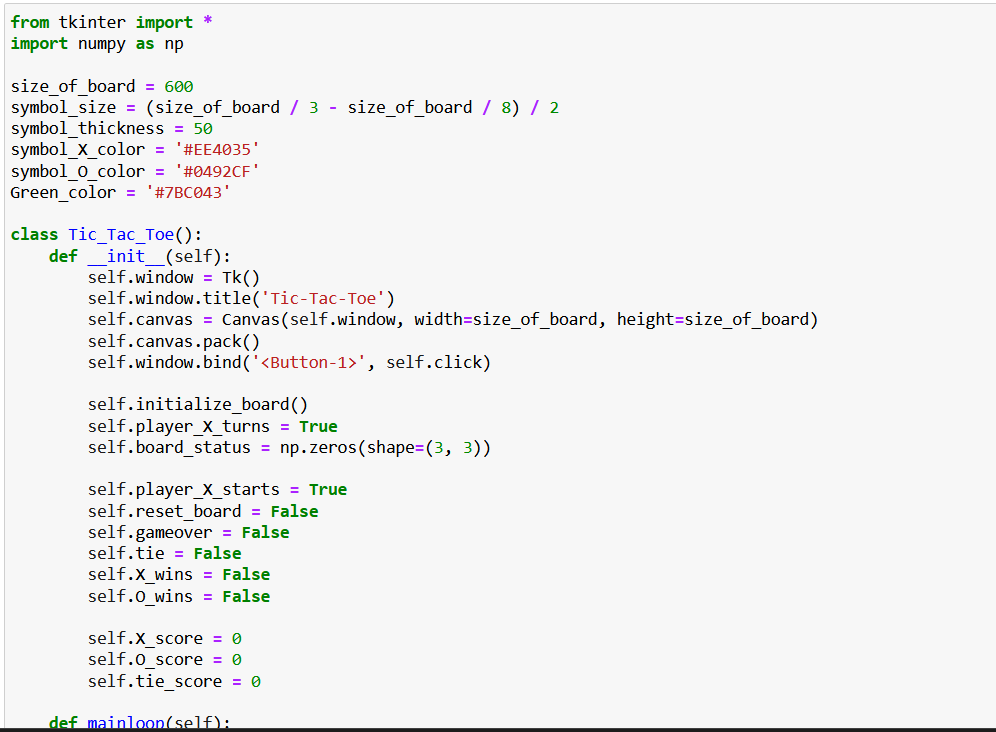 from tkinter import *
import numpy as np

size_of_board = 600
symbol_size = (size_of_board / 3 - size_of_board / 8) / 2
symbol_thickness = 50
symbol_X_color = '#EE4035'
symbol_O_color = '#0492CF'
Green_color = '#7BC043'

class Tic_Tac_Toe():
    def __init__(self):
        self.window = Tk()
        self.window.title('Tic-Tac-Toe')
        self.canvas = Canvas(self.window, width=size_of_board, height=size_of_board)
        self.canvas.pack()
        self.window.bind('<Button-1>', self.click)

        self.initialize_board()
        self.player_X_turns = True
        self.board_status = np.zeros(shape=(3, 3))

        self.player_X_starts = True
        self.reset_board = False
        self.gameover = False
        self.tie = False
        self.X_wins = False
        self.O_wins = False

        self.X_score = 0
        self.O_score = 0
        self.tie_score = 0

    def mainloop(self):